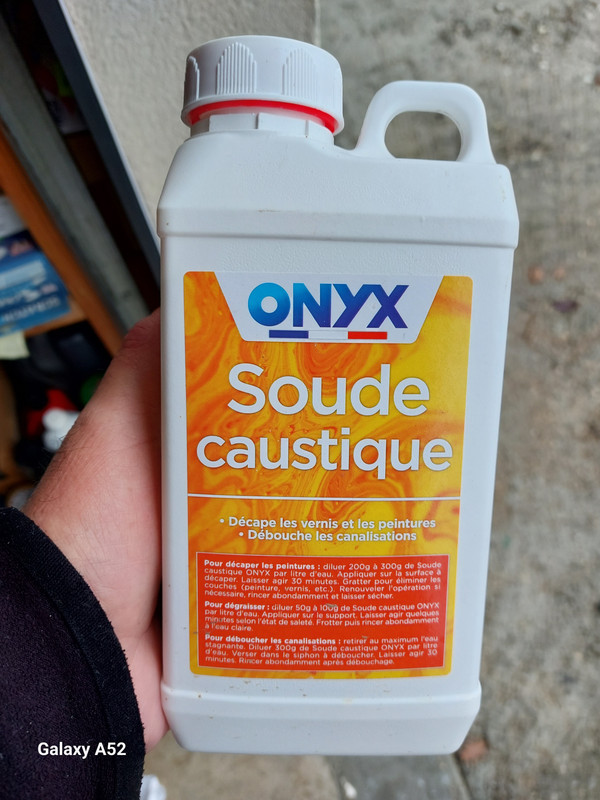 ONYX
Soude
caustique
• Décape les vernis et les peintures
• Débouche les canalisations
Pour décaper les peintures : diluer 200g à 300g de Soude
caustique ONYX par litre d'eau. Appliquer sur la surface à
décaper. Laisser agir 30 minutes. Gratter pour éliminer les
couches (peinture, vernis, etc.). Renouveler l'opération si
nécessaire, rincer abondamment et laisser sécher.
Pour dégraisser : diluer 50g à 100g de Soude caustique ONYX
par litre d'eau. Appliquer sur le support. Laisser agir quelques
minutes selon l'état de saleté. Frotter puis rincer abondamment
à l'eau claire.
Pour déboucher les canalisations : retirer au maximum l'eau
stagnante. Diluer 300g de Soude caustique ONYX par litre
d'eau. Verser dans le siphon à déboucher. Laisser agir 30
minutes. Rincer abondamment après débouchage.
Galaxy A52